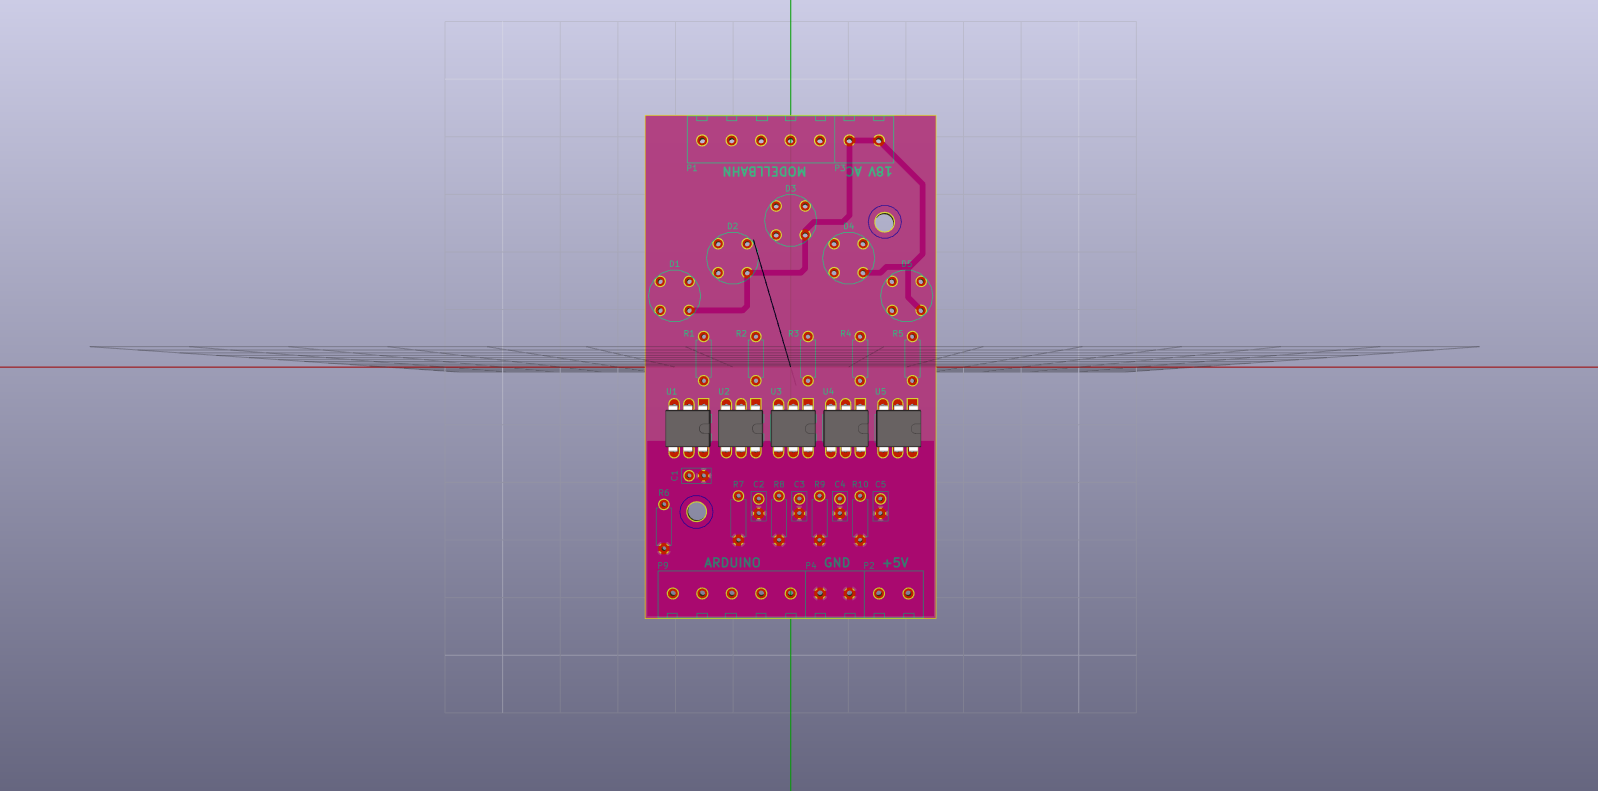 P1 MODELLBAHN P3 18V AC
D3
D2 D4
D1 D5
R1 R2 R3 R4 R5
U1 U2 U3 U4 U5
C1
R6 R7 C2 R8 C3 R9 C4 R10 C5
ARDUINO GND +5V
P9 P4 P2